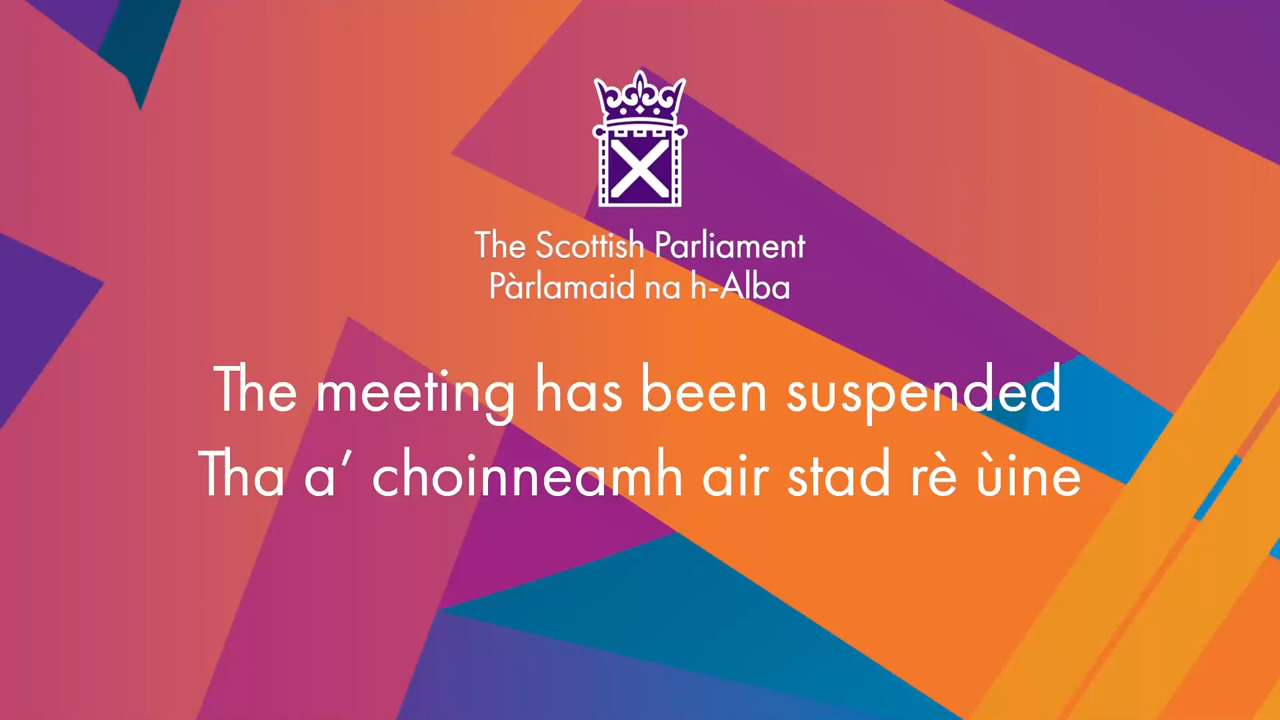 The Scottish Parliament
Pàrlamaid na h-Alba
The meeting has been suspended
Tha a’ choinneamh air stad rè ùine